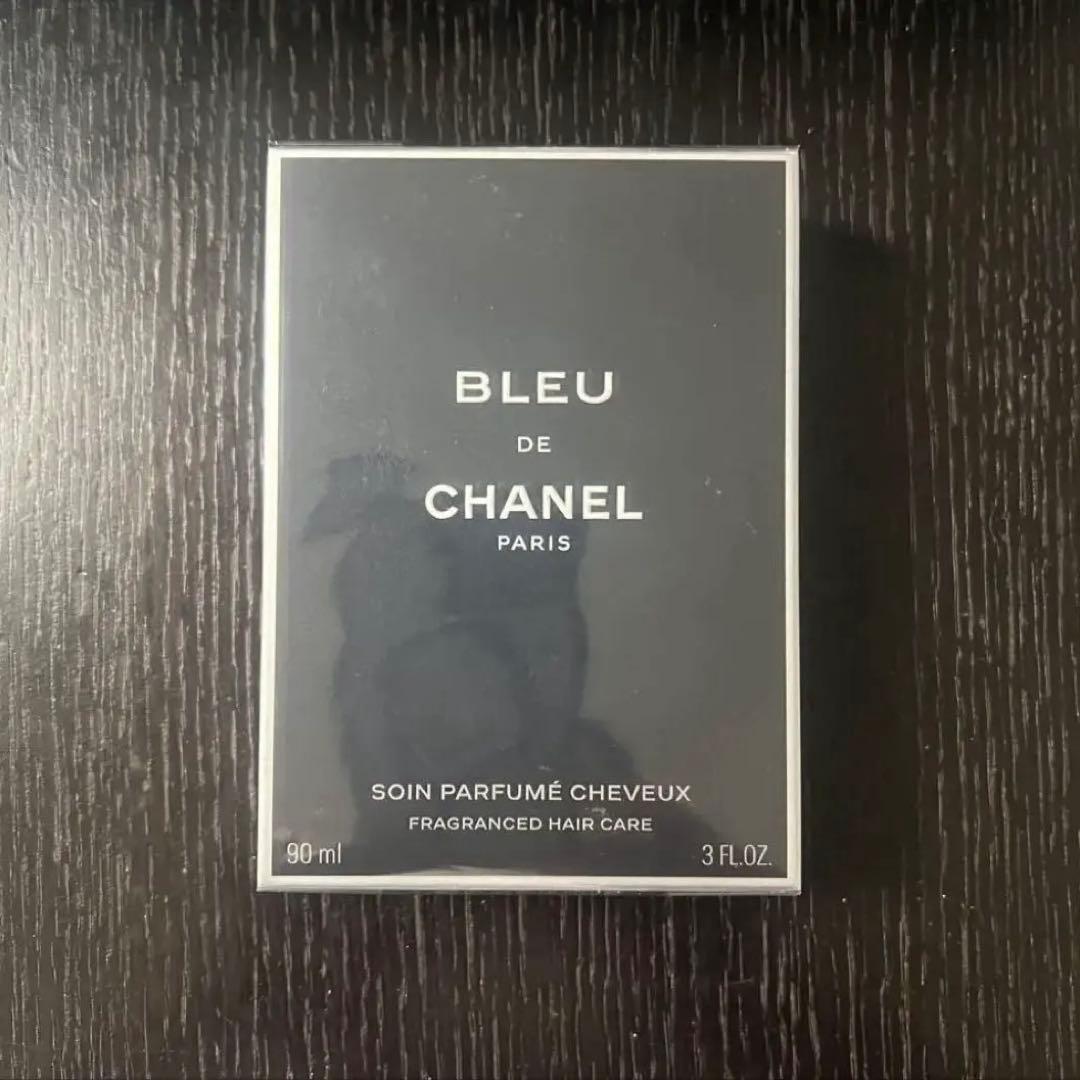 BLEU
DE
CHANEL
PARIS
SOIN PARFUMÉ CHEVEUX
FRAGRANCED HAIR CARE
90 ml
3 FL.OZ.